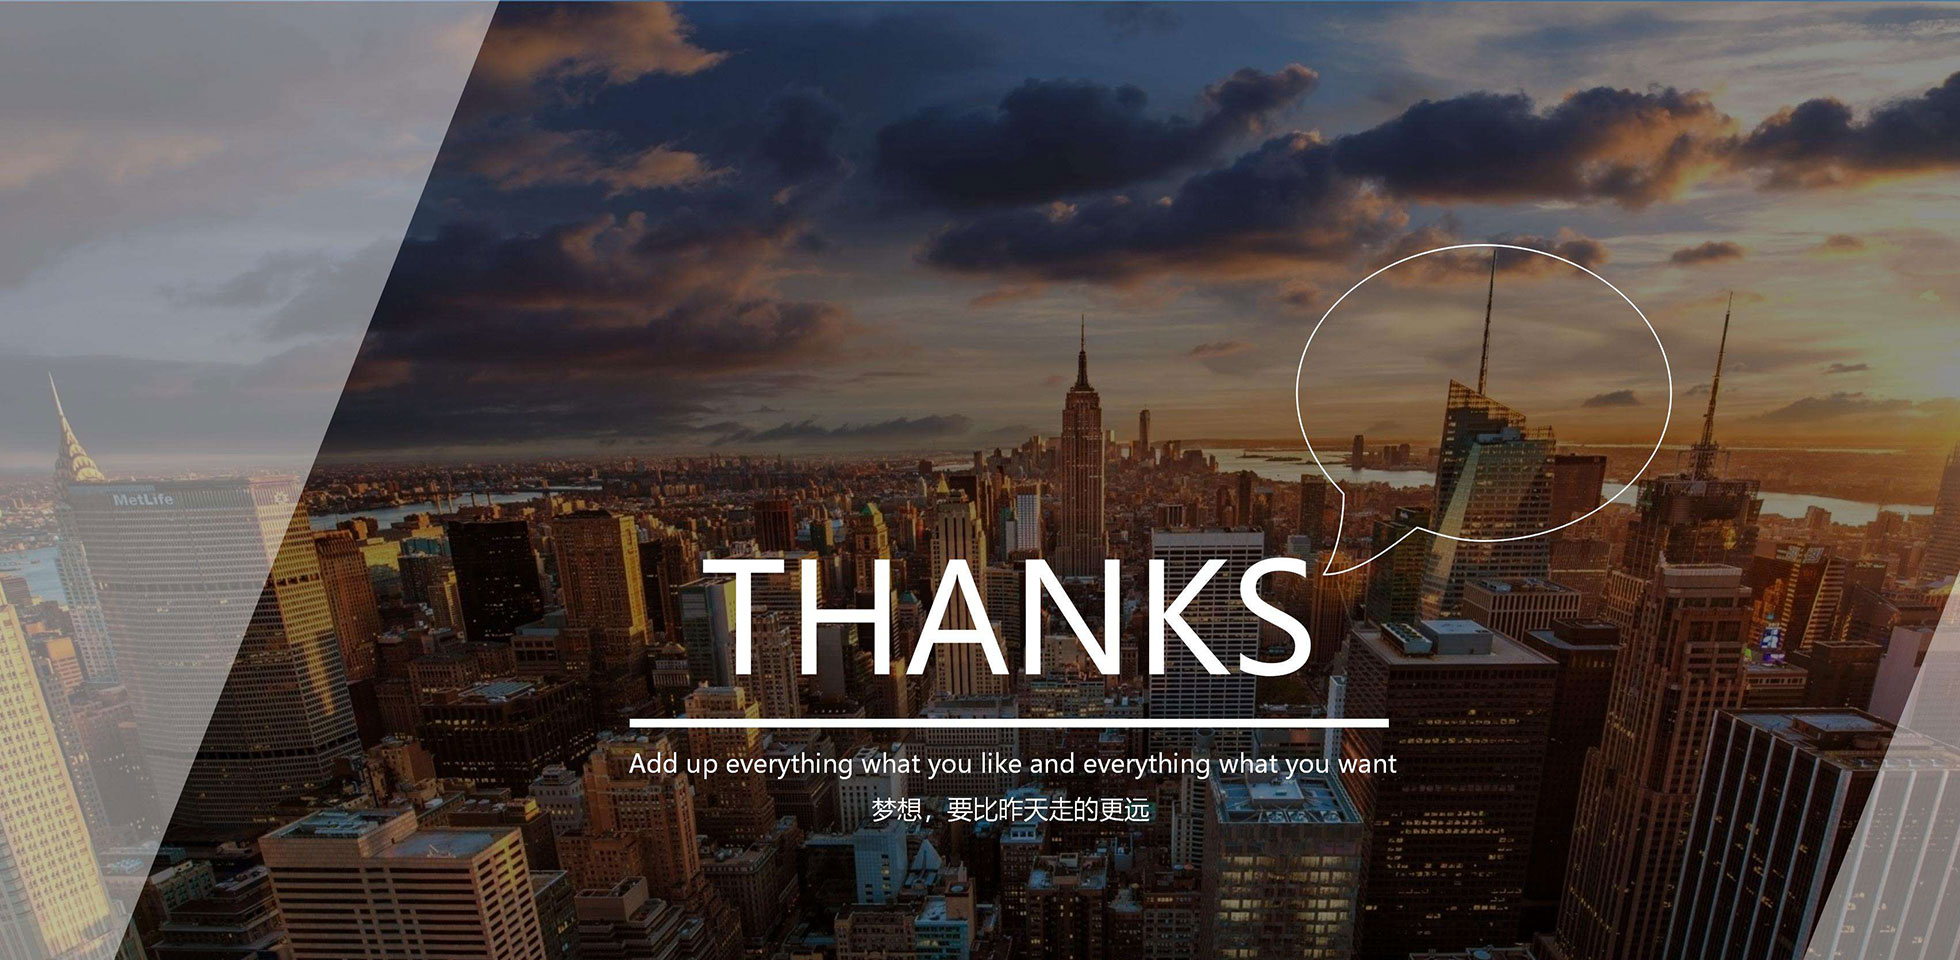 MetLife
THANKS
Add up everything what you like and everything what you want
梦想，要比昨天走的更远